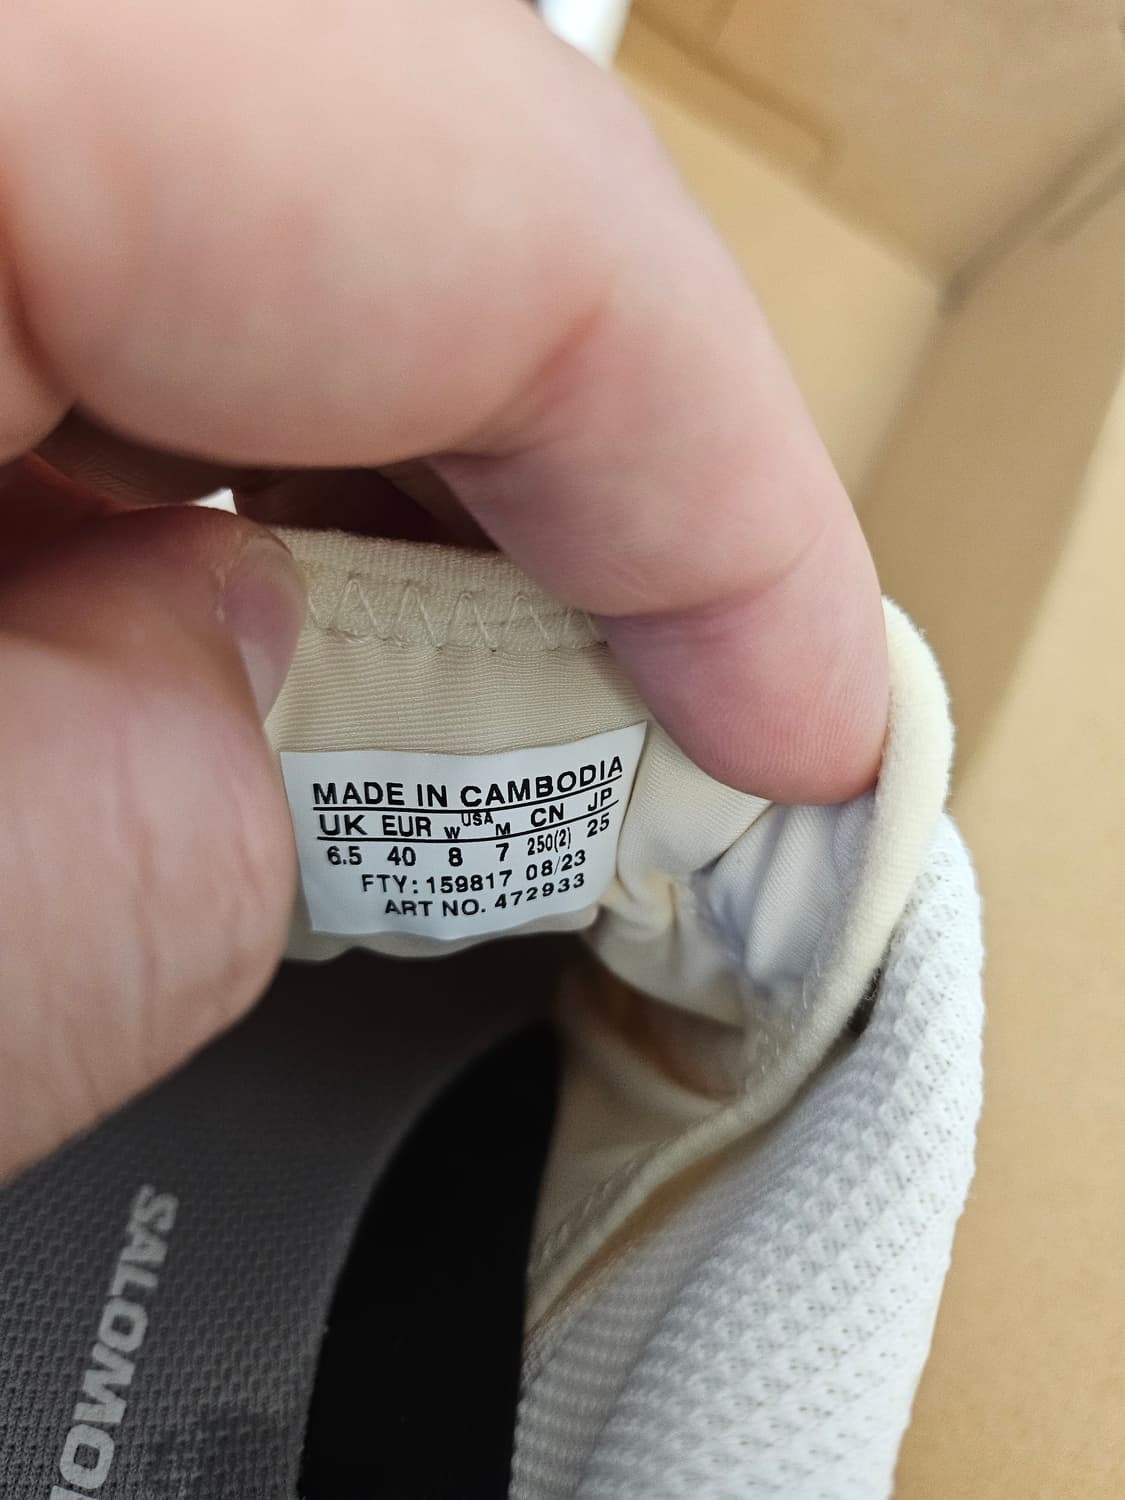 MADE IN CAMBODIA
UK EUR W USA M CN JP
6.5 40 8 7 250(2) 25
FTY: 159817 08/23
ART NO. 472933
SALOMO